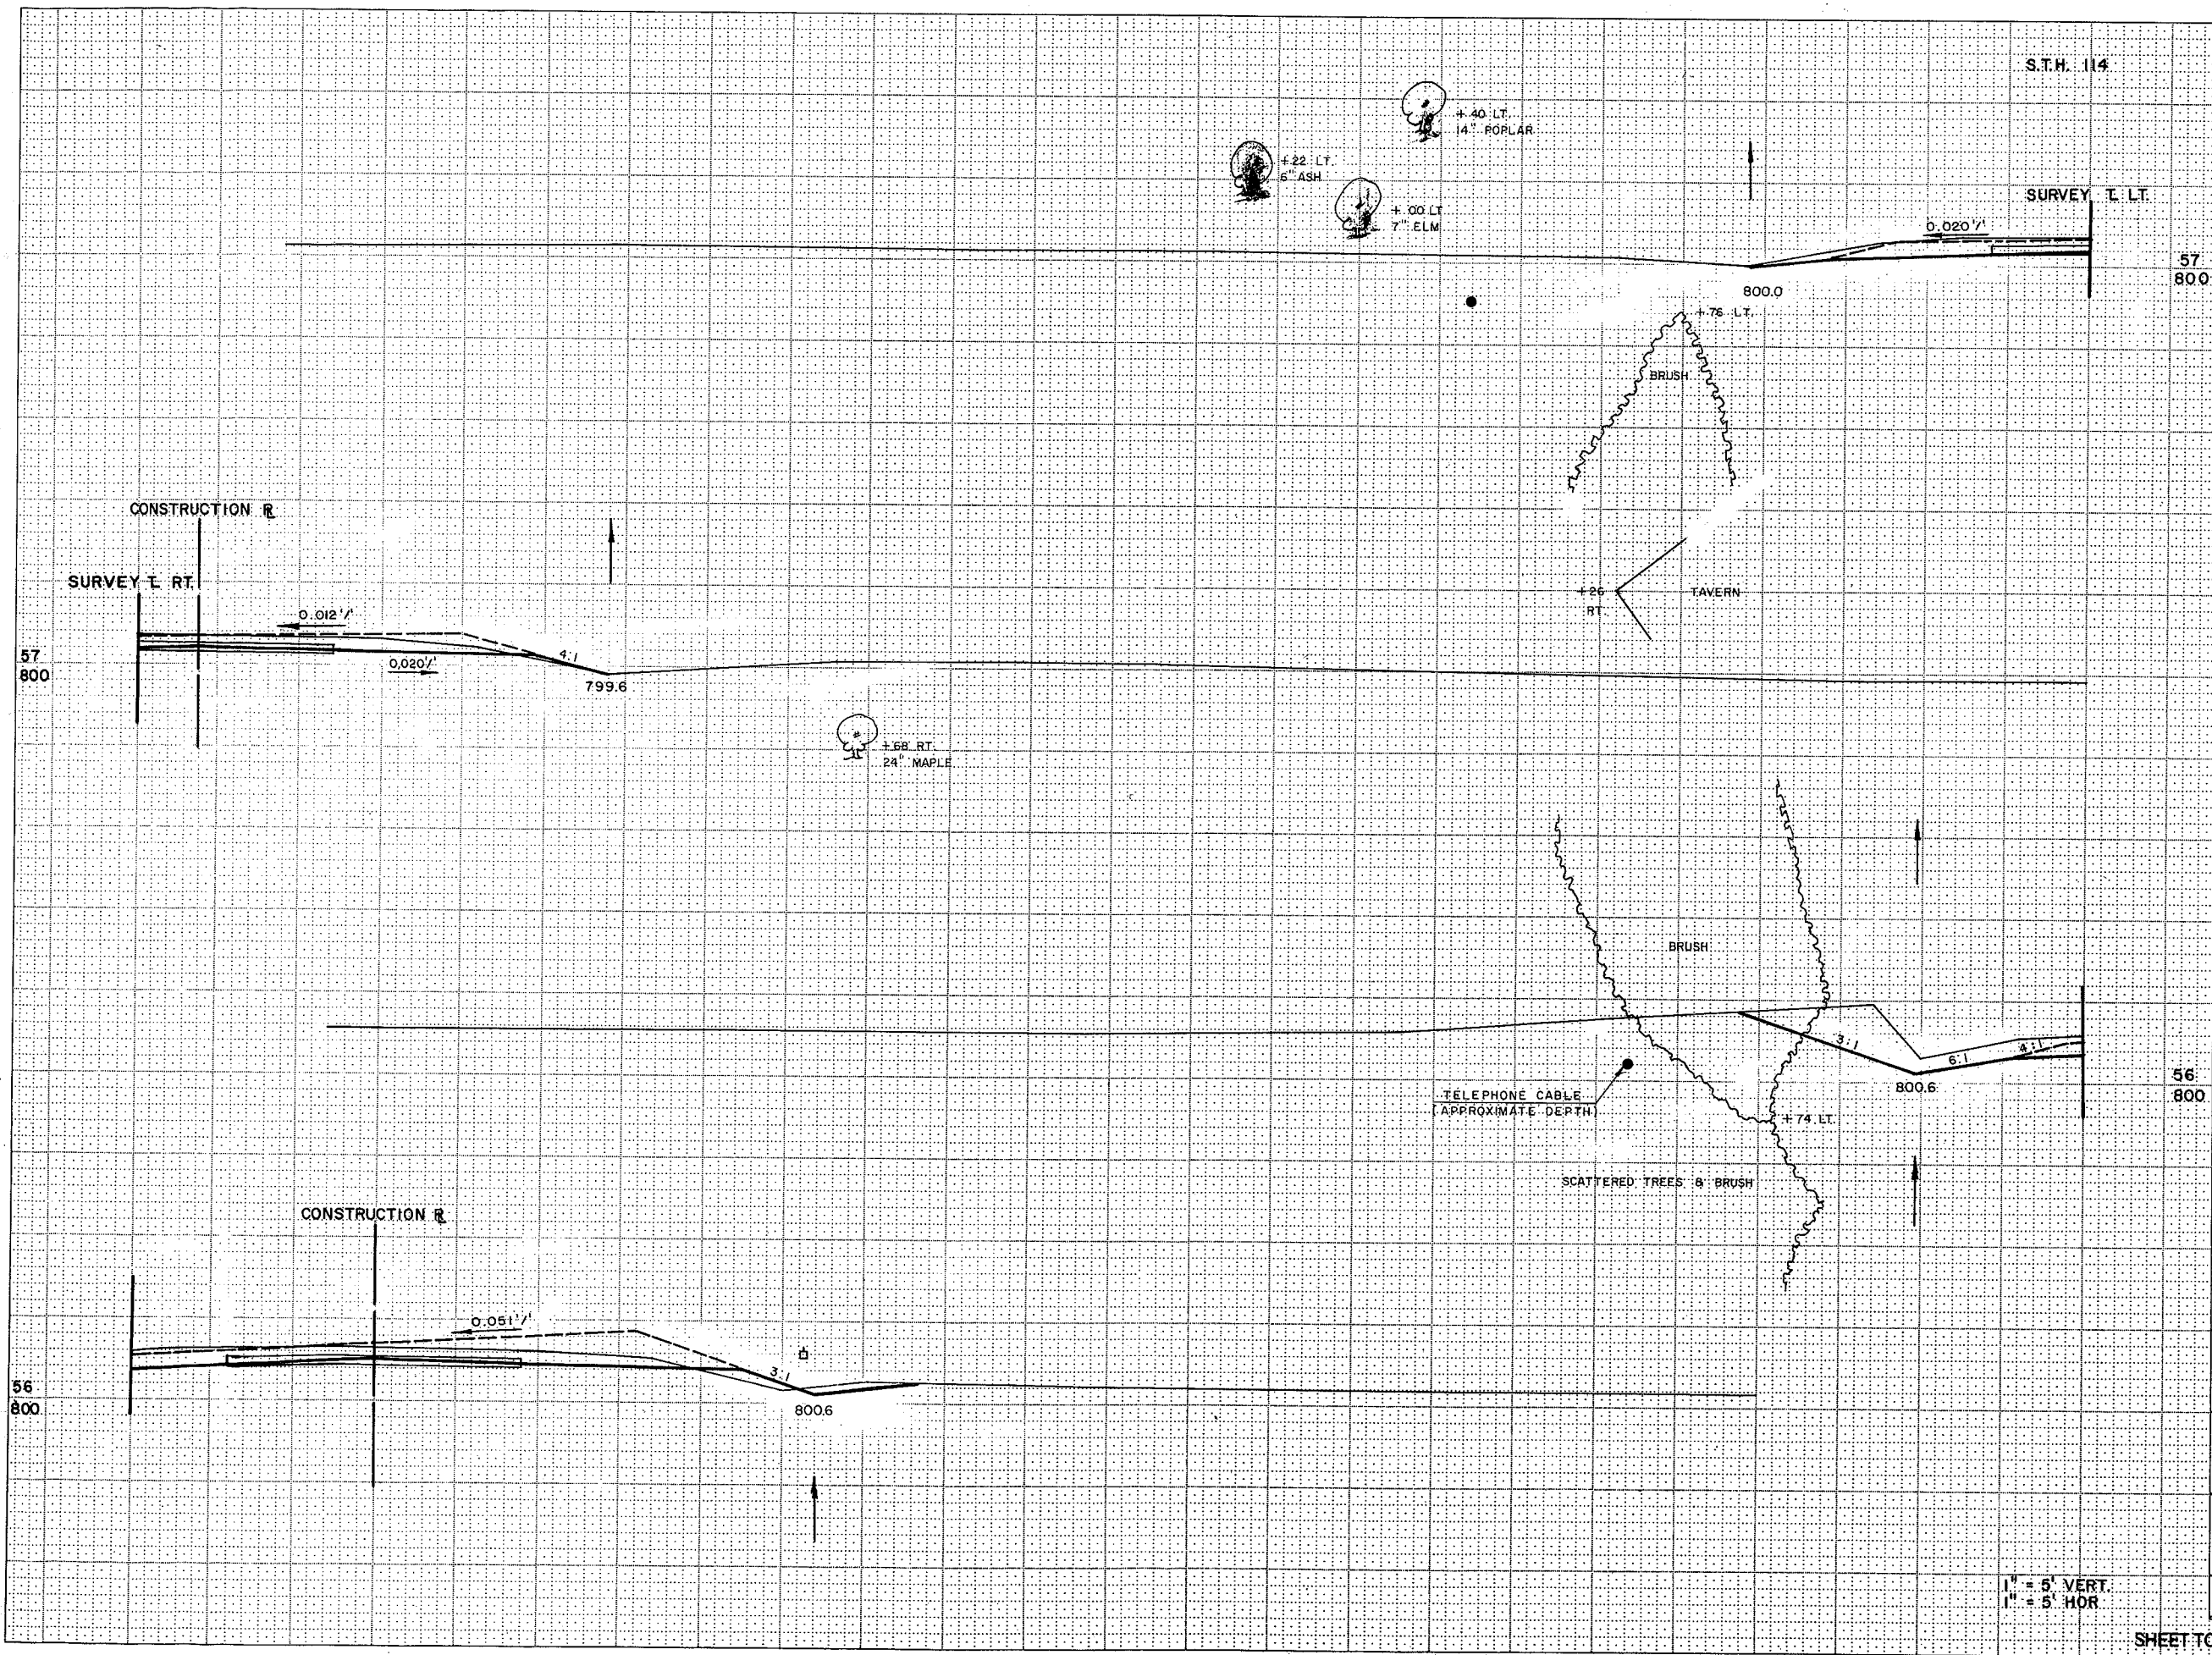 S.T.H. 114
+ 40 LT.
14" POPLAR
+ 22 LT.
6" ASH
+ 00 LT
7" ELM
SURVEY T̵L LT.
0.020'/'
57
800
800.0
+ 76 LT.
BRUSH
CONSTRUCTION R̵L
SURVEY T̵L RT.
0.012'/'
0.020'/'
4:1
57
800
799.6
+ 26
RT.
TAVERN
+ 68 RT.
24" MAPLE
BRUSH
3:1
6:1
4:1
800.6
56
800
TELEPHONE CABLE
(APPROXIMATE DEPTH)
+ 74 LT.
SCATTERED TREES & BRUSH
CONSTRUCTION R̵L
0.051'/'
3:1
56
800
800.6
1" = 5' VERT.
1" = 5' HOR
SHEET TO